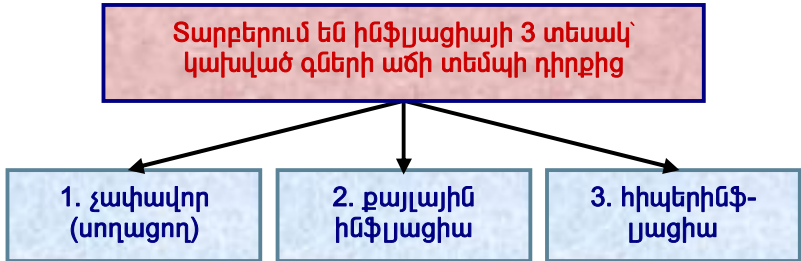 Տարբերում են ինֆլյացիայի 3 տեսակ՝
կախված գների աճի տեմպի դիրքից
1. չափավոր
(սողացող)
2. քայլային
ինֆլյացիա
3. հիպերինֆ-
լյացիա